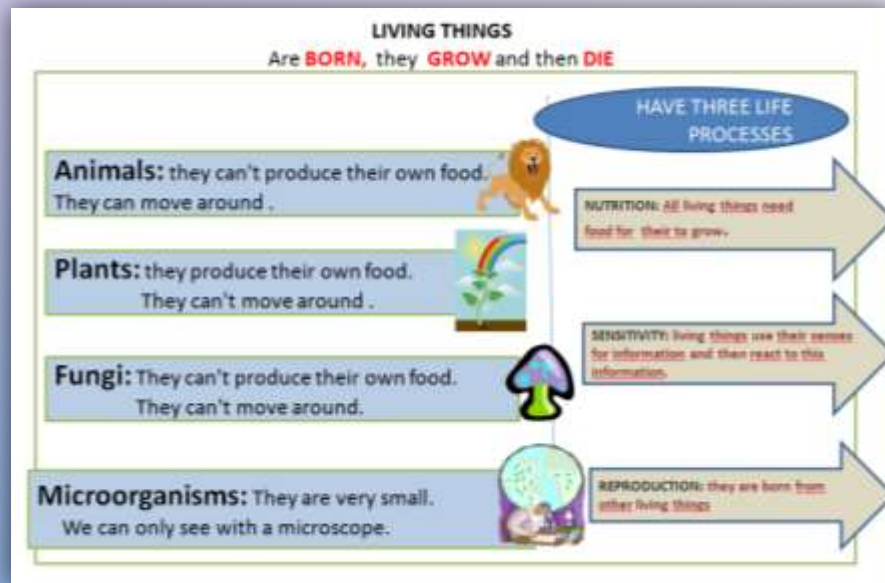 LIVING THINGS
Are BORN, they GROW and then DIE
HAVE THREE LIFE
PROCESSES
Animals: they can't produce their own food.
They can move around .
Plants: they produce their own food.
They can't move around .
Fungi: They can't produce their own food.
They can't move around.
Microorganisms: They are very small.
We can only see with a microscope.
NUTRITION: All living things need
food for their to grow.
SENSITIVITY: living things use their senses
for information and then react to this
information.
REPRODUCTION: they are born from
other living things